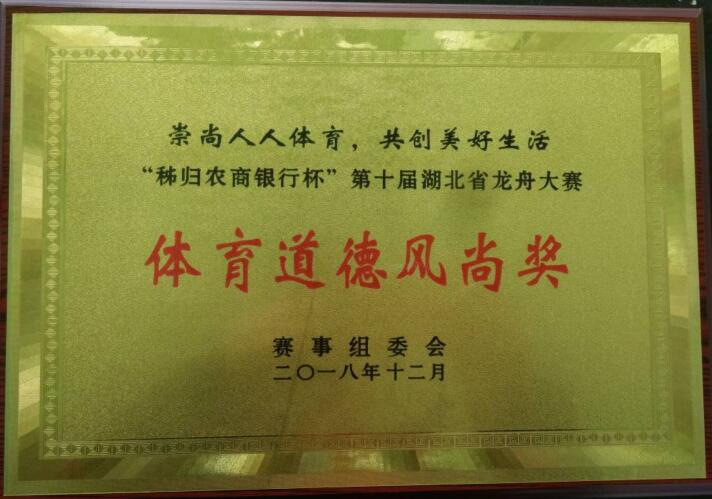 崇尚人人体育，共创美好生活
“秭归农商银行杯”第十届湖北省龙舟大赛
体育道德风尚奖
赛事组委会
二〇一八年十二月